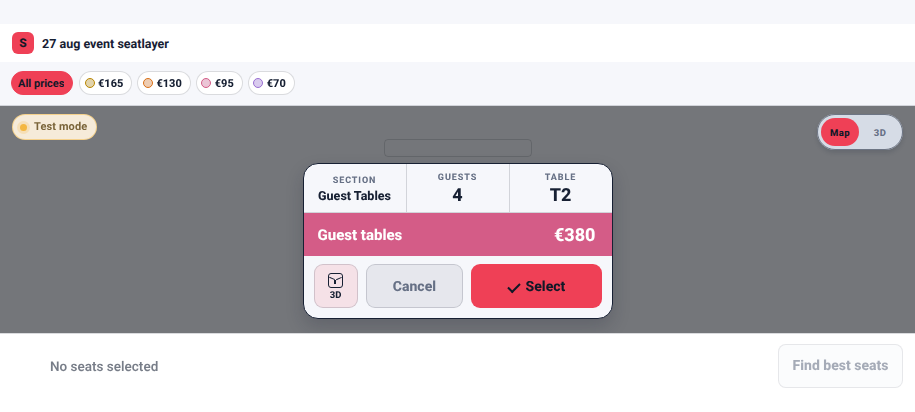 S 27 aug event seatlayer
All prices €165 €130 €95 €70
Test mode
Map 3D
SECTION GUESTS TABLE
Guest Tables 4 T2
Guest tables €380
3D Cancel Select
No seats selected Find best seats